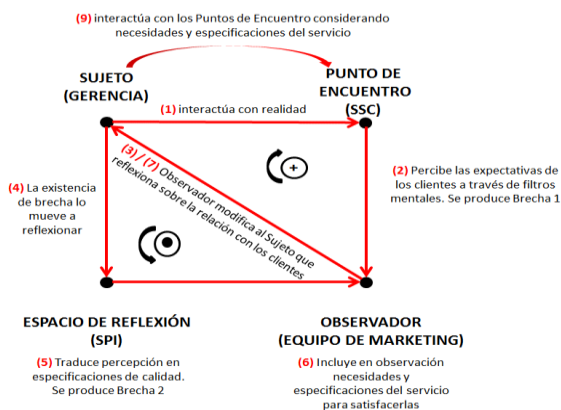 (9) interactúa con los Puntos de Encuentro considerando
necesidades y especificaciones del servicio
SUJETO
(GERENCIA)
PUNTO DE
ENCUENTRO
(SSC)
(1) interactúa con realidad
(2) Percibe las expectativas de
los clientes a través de filtros
mentales. Se produce Brecha 1
(3) / (7) Observador modifica al Sujeto que
reflexiona sobre la relación con los clientes
(4) La existencia
de brecha lo
mueve a
reflexionar
+
ESPACIO DE REFLEXIÓN
(SPI)
(5) Traduce percepción en
especificaciones de calidad.
Se produce Brecha 2
OBSERVADOR
(EQUIPO DE MARKETING)
(6) Incluye en observación
necesidades y
especificaciones del servicio
para satisfacerlas